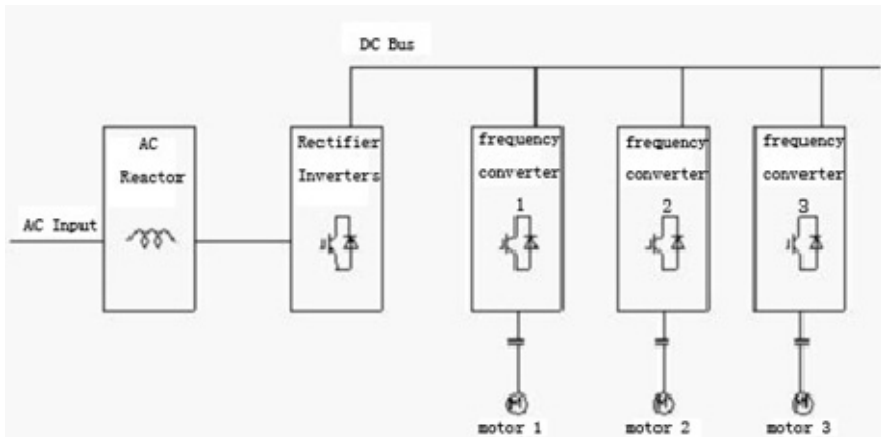 DC Bus
AC
Reactor
Rectifier
Inverters
frequency
converter
1
frequency
converter
2
frequency
converter
3
AC Input
M
motor 1
M
motor 2
M
motor 3